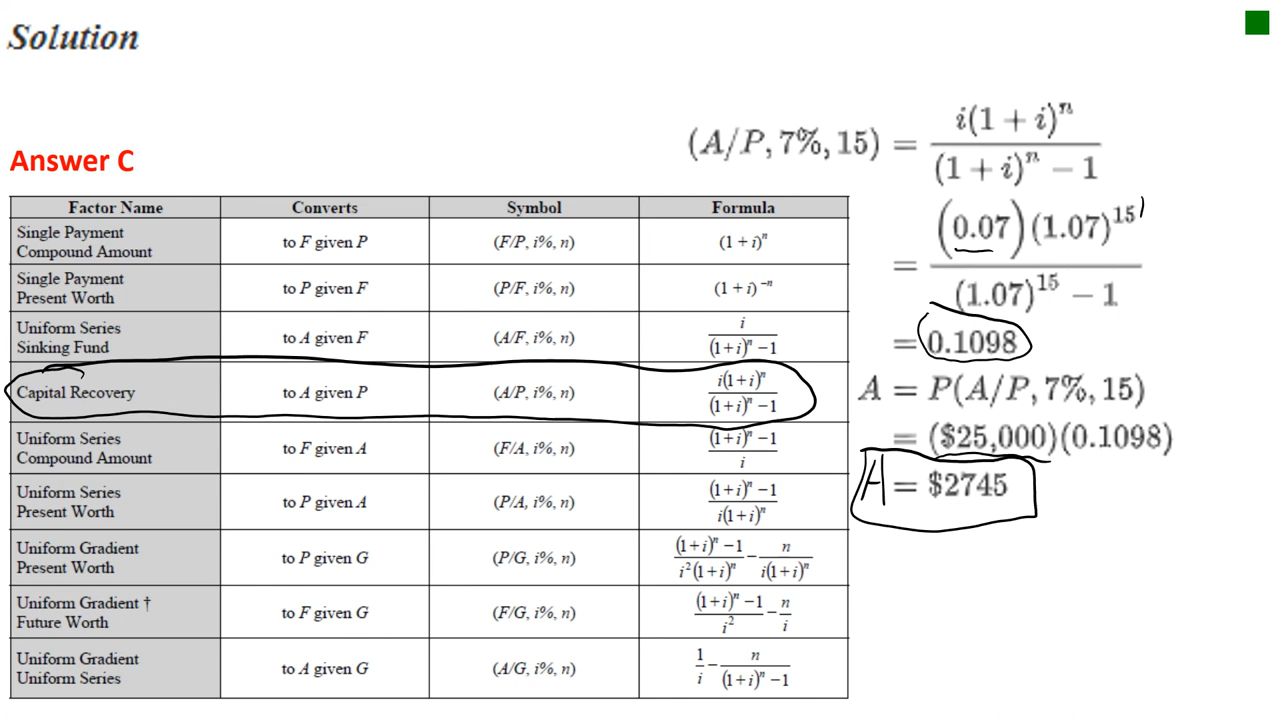 Solution
Answer C
Factor Name Converts Symbol Formula
Single Payment Compound Amount to F given P (F/P, i%, n) (1 + i)^n
Single Payment Present Worth to P given F (P/F, i%, n) (1 + i)^{-n}
Uniform Series Sinking Fund to A given F (A/F, i%, n) i / ((1+i)^n −1)
Capital Recovery to A given P (A/P, i%, n) i(1+i)^n / ((1+i)^n −1)
Uniform Series Compound Amount to F given A (F/A, i%, n) ((1+i)^n −1) / i
Uniform Series Present Worth to P given A (P/A, i%, n) ((1+i)^n −1) / (i(1+i)^n)
Uniform Gradient Present Worth to P given G (P/G, i%, n) ((1+i)^n −1) / (i^2(1+i)^n) − n / (i(1+i)^n)
Uniform Gradient † Future Worth to F given G (F/G, i%, n) ((1+i)^n −1) / i^2 − n / i
Uniform Gradient Uniform Series to A given G (A/G, i%, n) 1 / i − n / ((1+i)^n −1)
(A/P, 7%, 15) = i(1 + i)^n / ((1 + i)^n − 1)
= (0.07)(1.07)^15 / ((1.07)^15 − 1)
= 0.1098
A = P(A/P, 7%, 15)
= ($25,000)(0.1098)
A = $2745